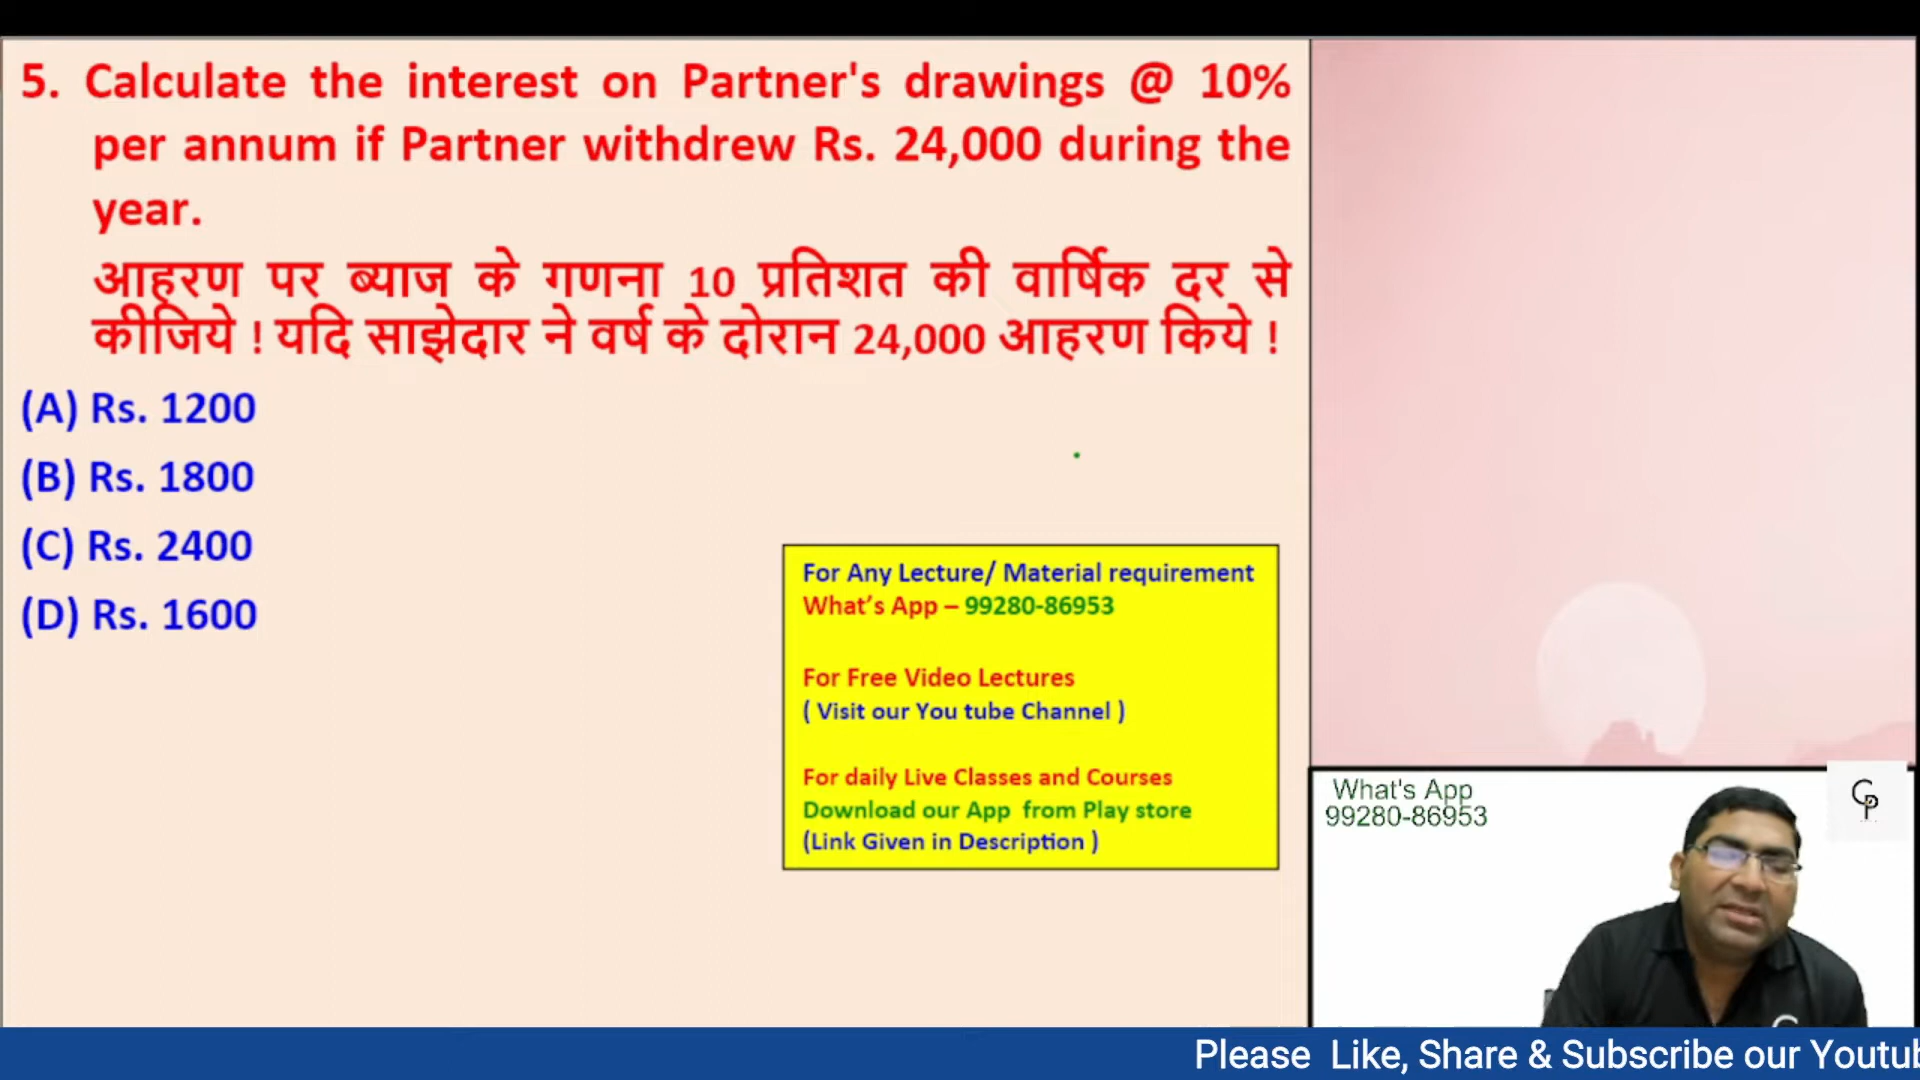 5. Calculate the interest on Partner's drawings @ 10%
per annum if Partner withdrew Rs. 24,000 during the
year.
आहरण पर ब्याज के गणना 10 प्रतिशत की वार्षिक दर से
कीजिये ! यदि साझेदार ने वर्ष के दोरान 24,000 आहरण किये !
(A) Rs. 1200
(B) Rs. 1800
(C) Rs. 2400
(D) Rs. 1600
For Any Lecture/ Material requirement
What's App – 99280-86953
For Free Video Lectures
( Visit our You tube Channel )
For daily Live Classes and Courses
Download our App from Play store
(Link Given in Description )
What's App
99280-86953
Please Like, Share & Subscribe our Youtub